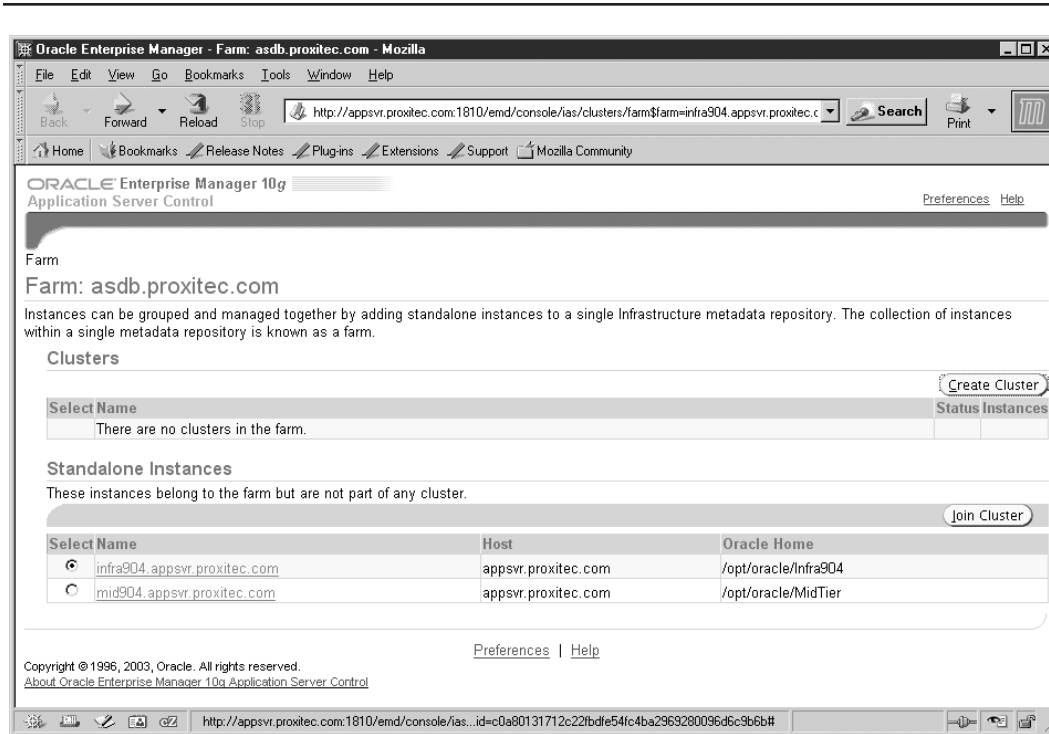 Oracle Enterprise Manager - Farm: asdb.proxitec.com - Mozilla
File Edit View Go Bookmarks Tools Window Help
Back Forward Reload Stop http://appsvr.proxitec.com:1810/emd/console/ias/clusters/farm$farm=infra904.appsvr.proxitec.c Search Print
Home Bookmarks Release Notes Plug-ins Extensions Support Mozilla Community
ORACLE Enterprise Manager 10g
Application Server Control
Preferences Help
Farm
Farm: asdb.proxitec.com
Instances can be grouped and managed together by adding standalone instances to a single Infrastructure metadata repository. The collection of instances
within a single metadata repository is known as a farm.
Clusters
Create Cluster
Select Name Status Instances
There are no clusters in the farm.
Standalone Instances
These instances belong to the farm but are not part of any cluster.
Join Cluster
Select Name Host Oracle Home
infra904.appsvr.proxitec.com appsvr.proxitec.com /opt/oracle/Infra904
mid904.appsvr.proxitec.com appsvr.proxitec.com /opt/oracle/MidTier
Preferences | Help
Copyright © 1996, 2003, Oracle. All rights reserved.
About Oracle Enterprise Manager 10g Application Server Control
http://appsvr.proxitec.com:1810/emd/console/ias...id=c0a80131712c22fbdfe54fc4ba2969280096d6c9b6b#